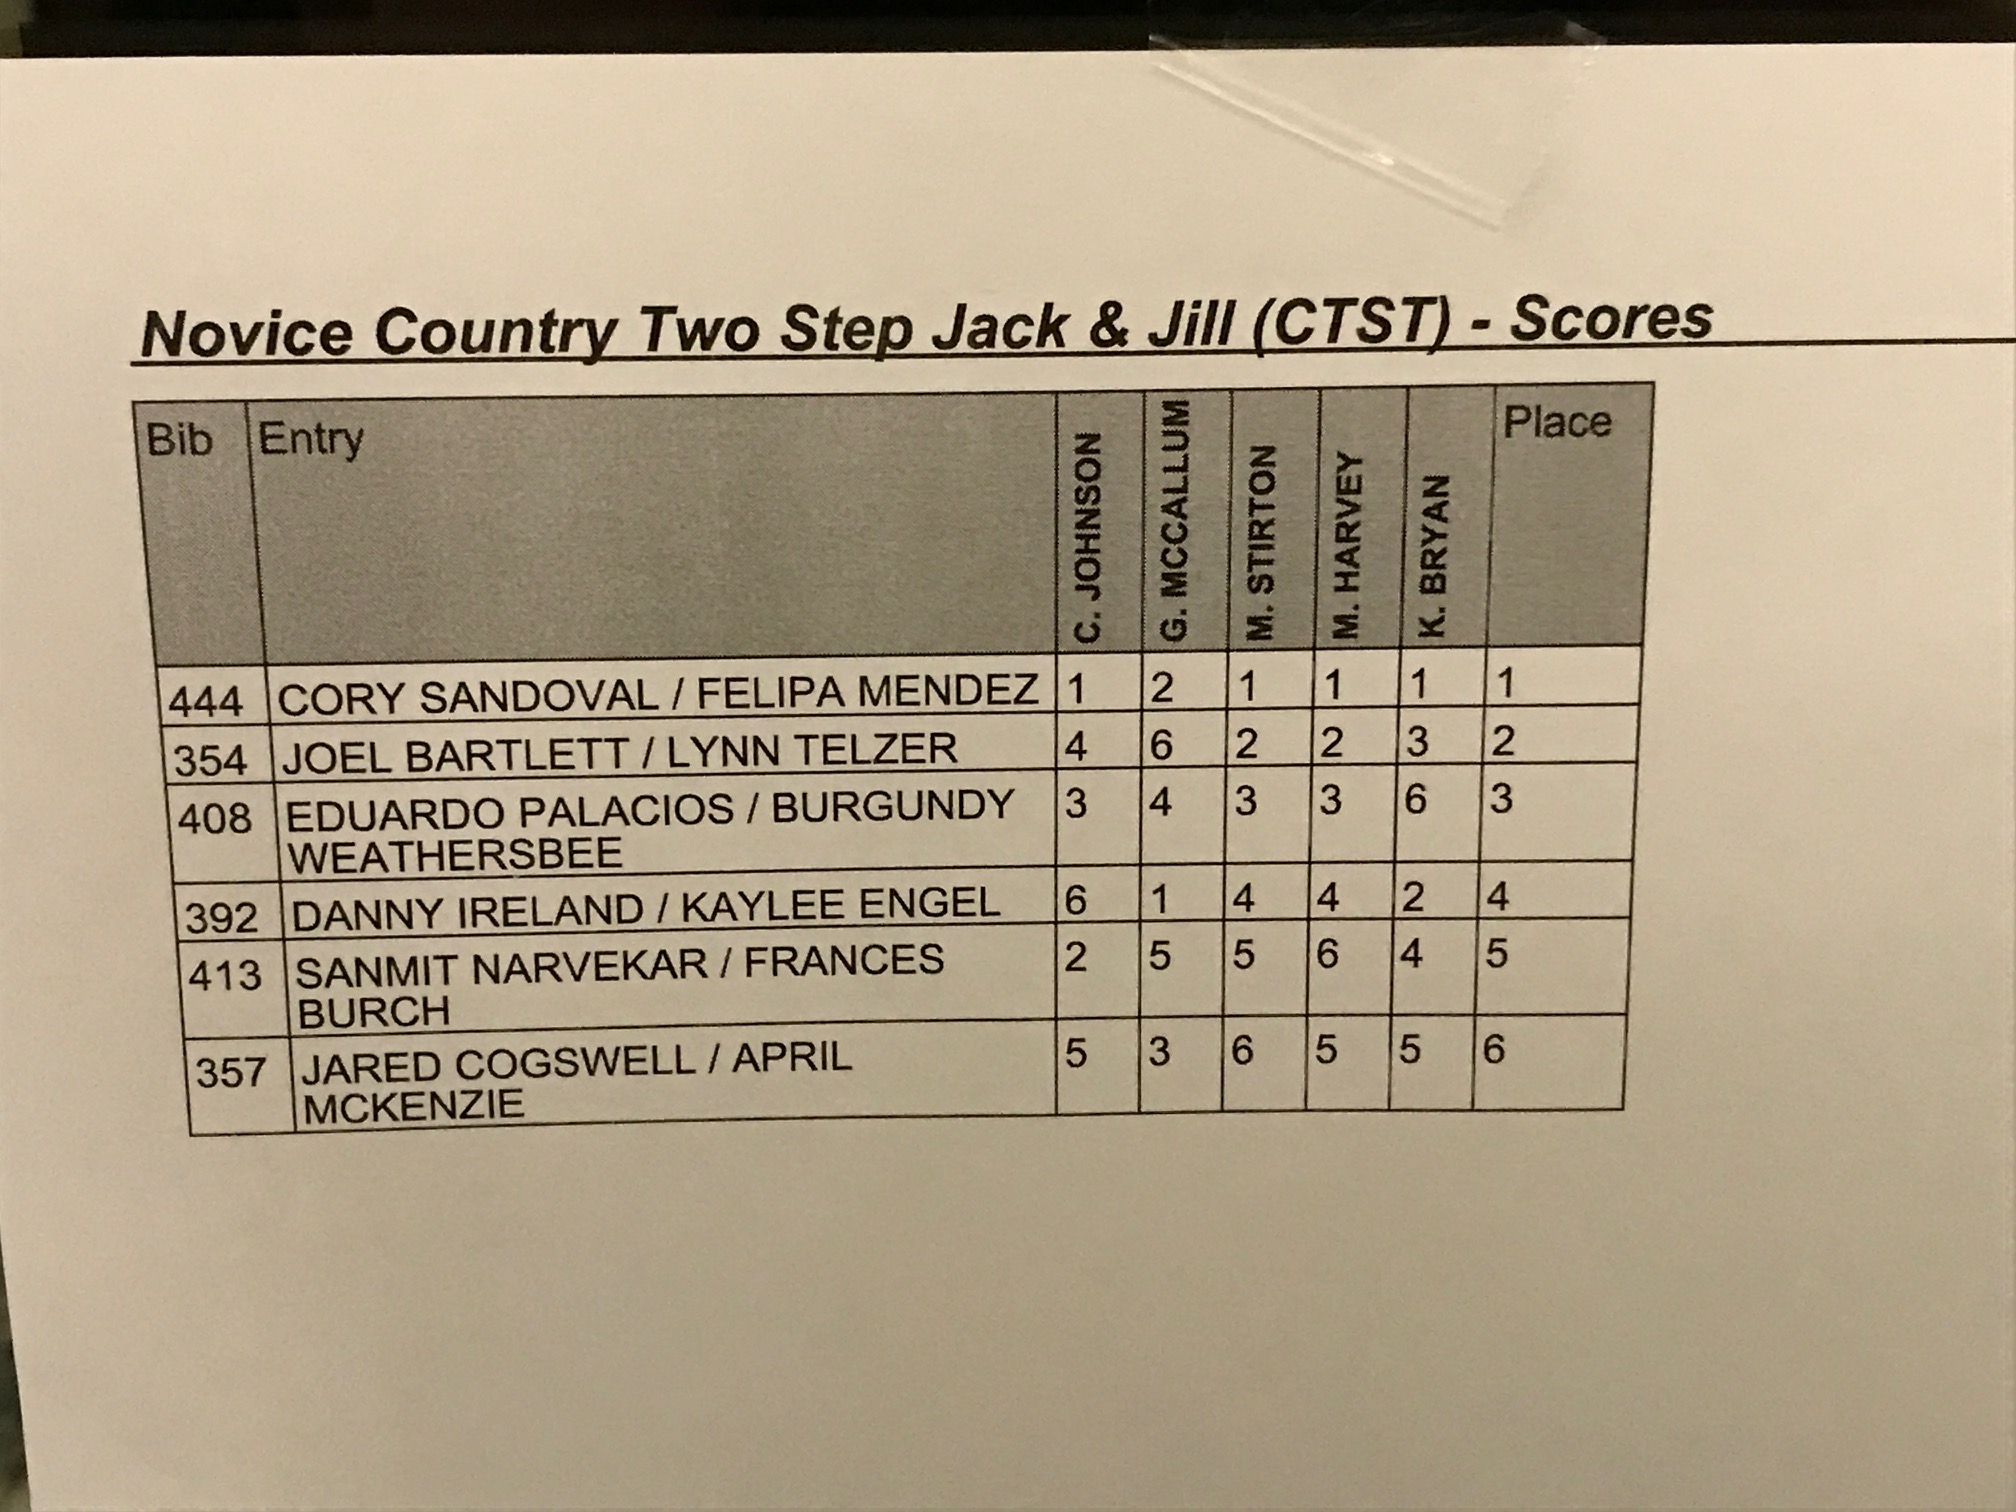 Novice Country Two Step Jack & Jill (CTST) - Scores
Bib Entry C. JOHNSON G. MCCALLUM M. STIRTON M. HARVEY K. BRYAN Place
444 CORY SANDOVAL / FELIPA MENDEZ 1 2 1 1 1 1
354 JOEL BARTLETT / LYNN TELZER 4 6 2 2 3 2
408 EDUARDO PALACIOS / BURGUNDY 3 4 3 3 6 3
WEATHERSBEE
392 DANNY IRELAND / KAYLEE ENGEL 6 1 4 4 2 4
413 SANMIT NARVEKAR / FRANCES 2 5 5 6 4 5
BURCH
357 JARED COGSWELL / APRIL 5 3 6 5 5 6
MCKENZIE